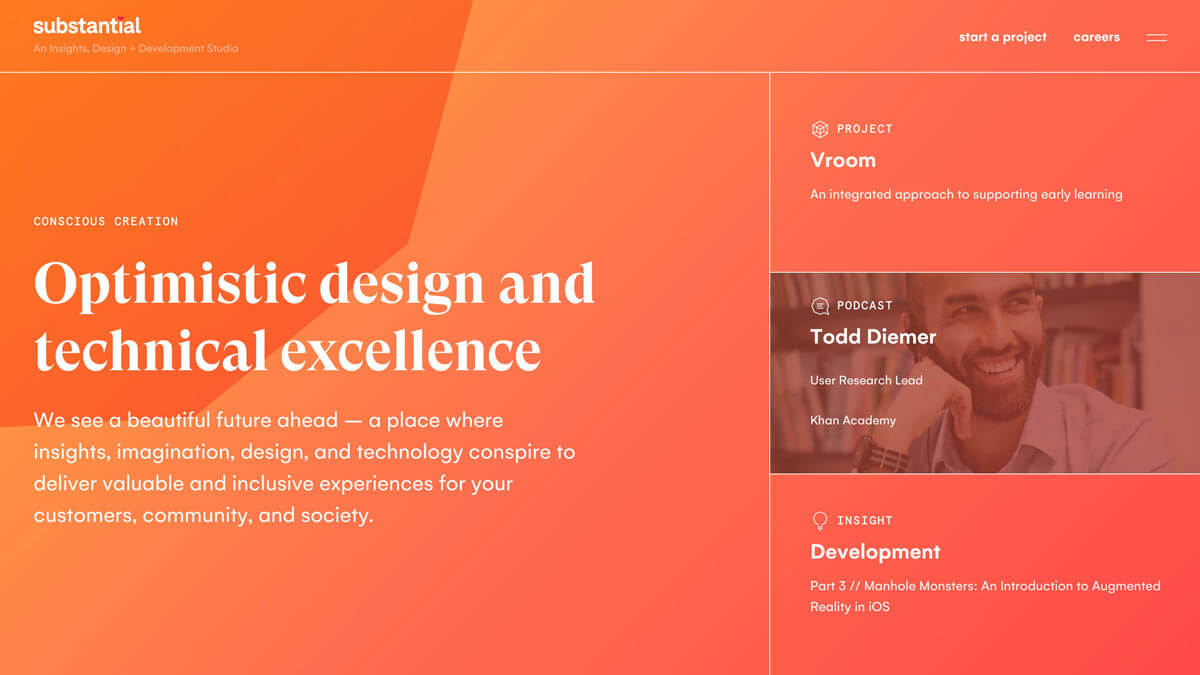 substantial
An Insights, Design + Development Studio
start a project
careers
CONSCIOUS CREATION
Optimistic design and
technical excellence
We see a beautiful future ahead — a place where
insights, imagination, design, and technology conspire to
deliver valuable and inclusive experiences for your
customers, community, and society.
PROJECT
Vroom
An integrated approach to supporting early learning
PODCAST
Todd Diemer
User Research Lead
Khan Academy
INSIGHT
Development
Part 3 // Manhole Monsters: An Introduction to Augmented
Reality in iOS